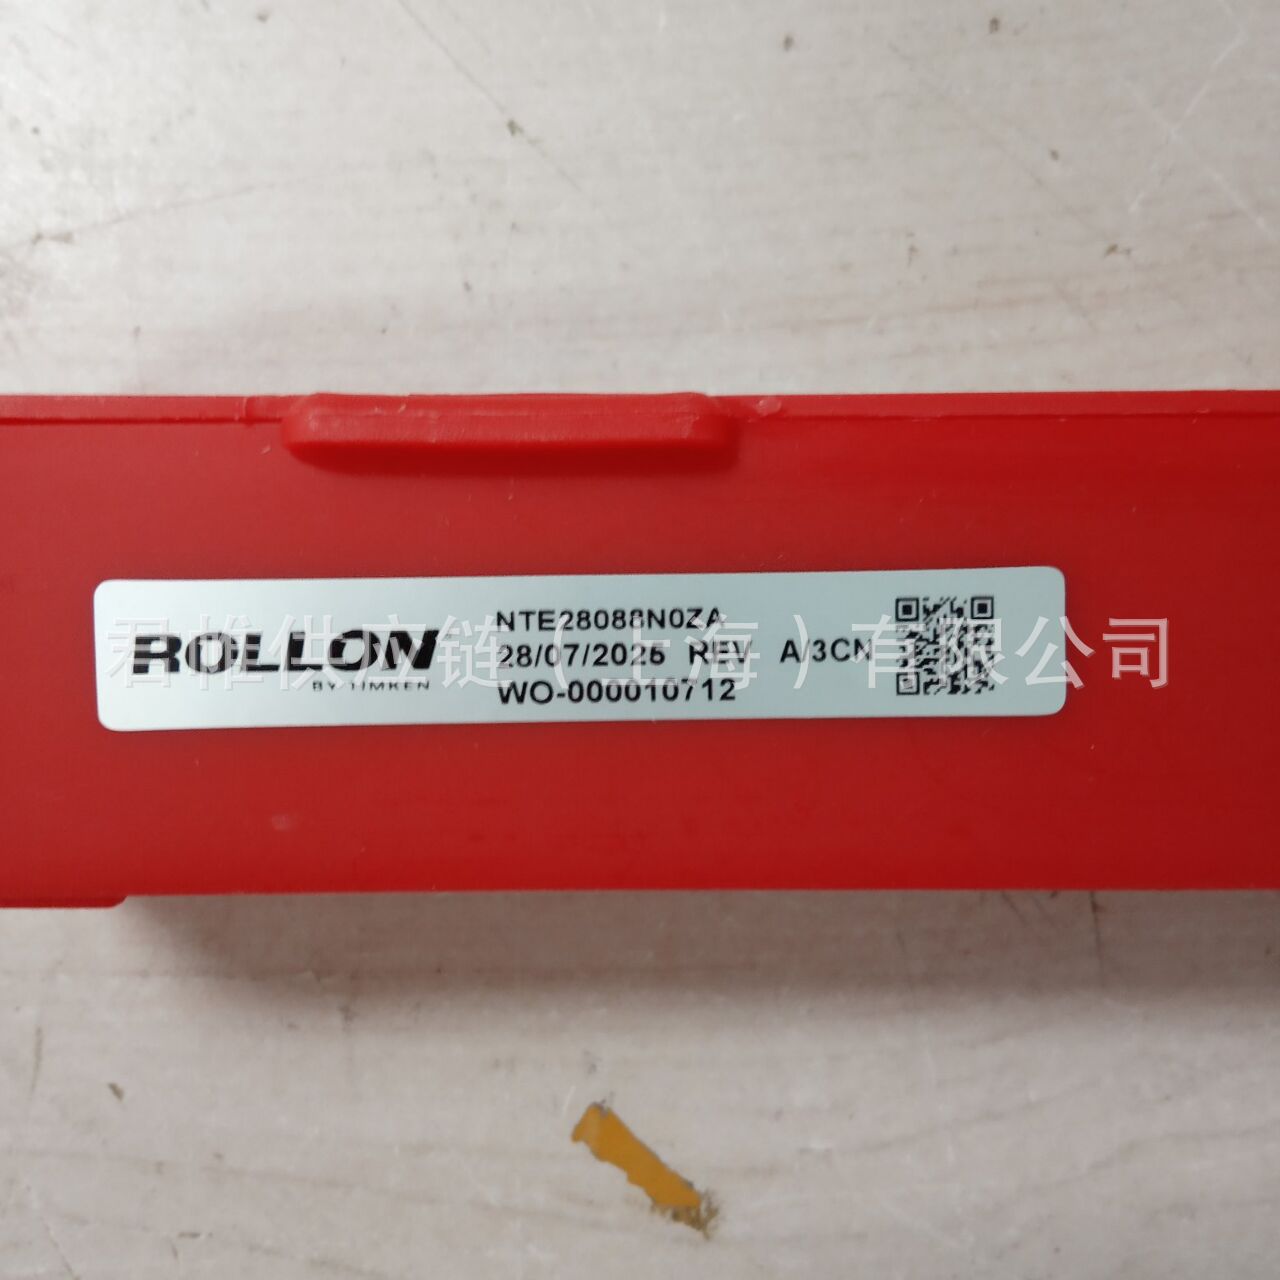 ROLLON
BY TIMKEN
NTE28088N0ZA
28/07/2025 REV A/3CN
WO-000010712
君帷供应链（上海）有限公司